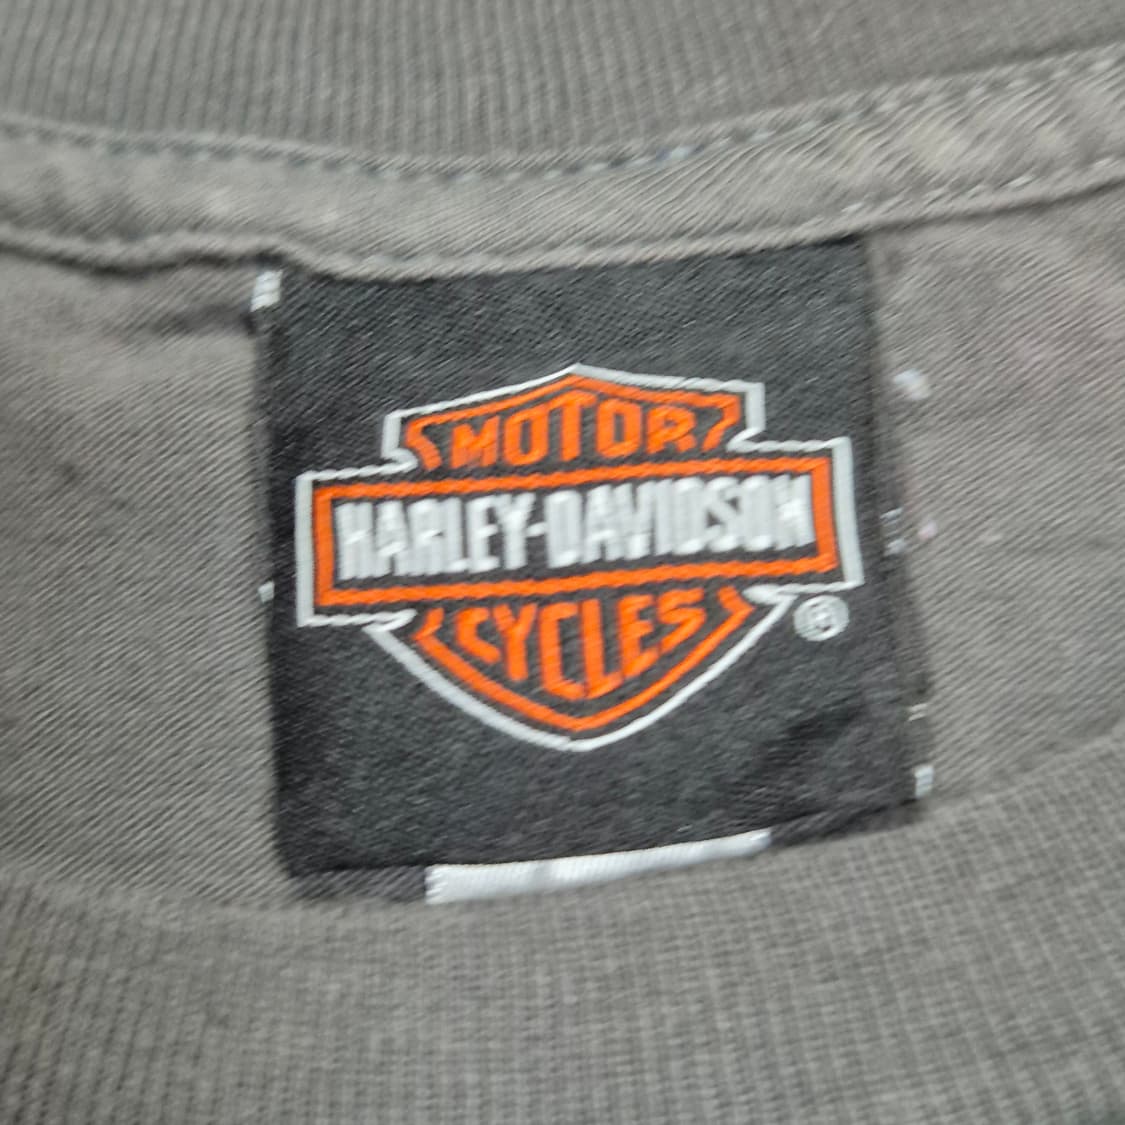 MOTOR
HARLEY-DAVIDSON
CYCLES
®